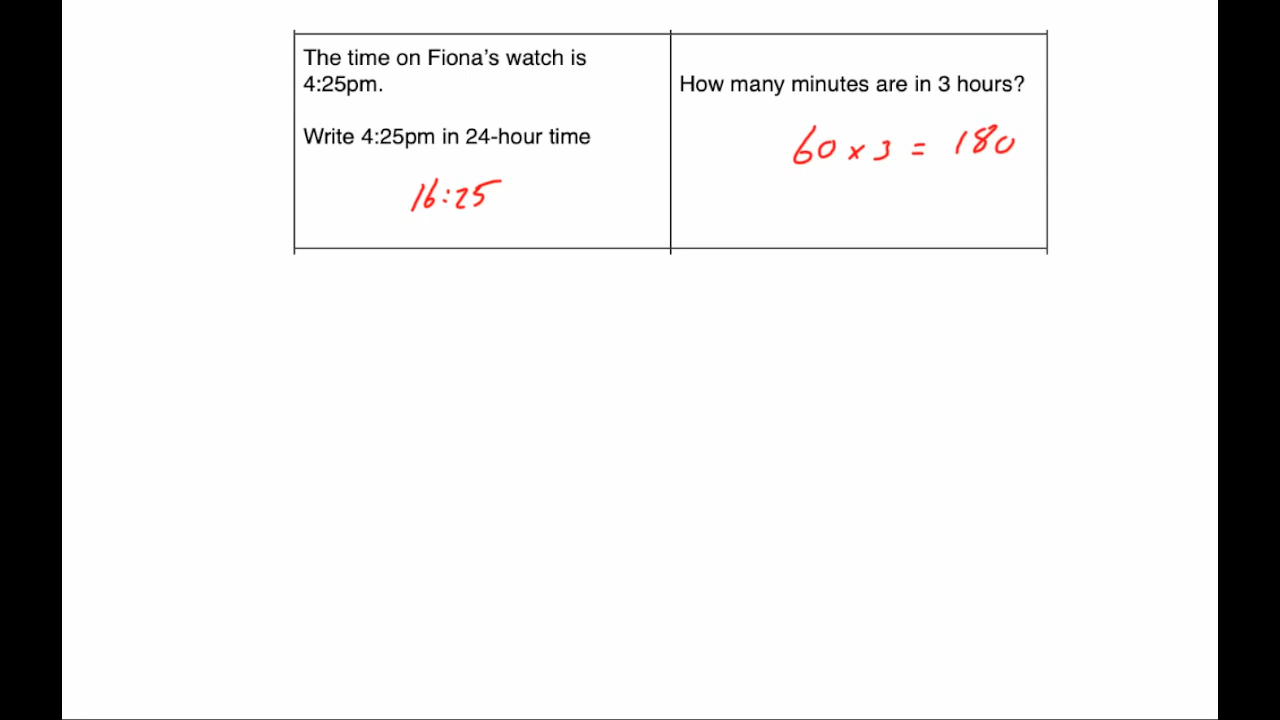 The time on Fiona’s watch is
4:25pm.
Write 4:25pm in 24-hour time
16:25
How many minutes are in 3 hours?
60 × 3 = 180